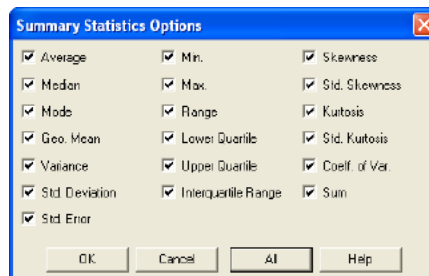 Summary Statistics Options
Average Min. Skewness
Median Max. Std. Skewness
Mode Range Kurtosis
Geo. Mean Lower Quartile Std. Kurtosis
Variance Upper Quartile Coeff. of Var.
Std. Deviation Interquartile Range Sum
Std. Error
OK Cancel All Help